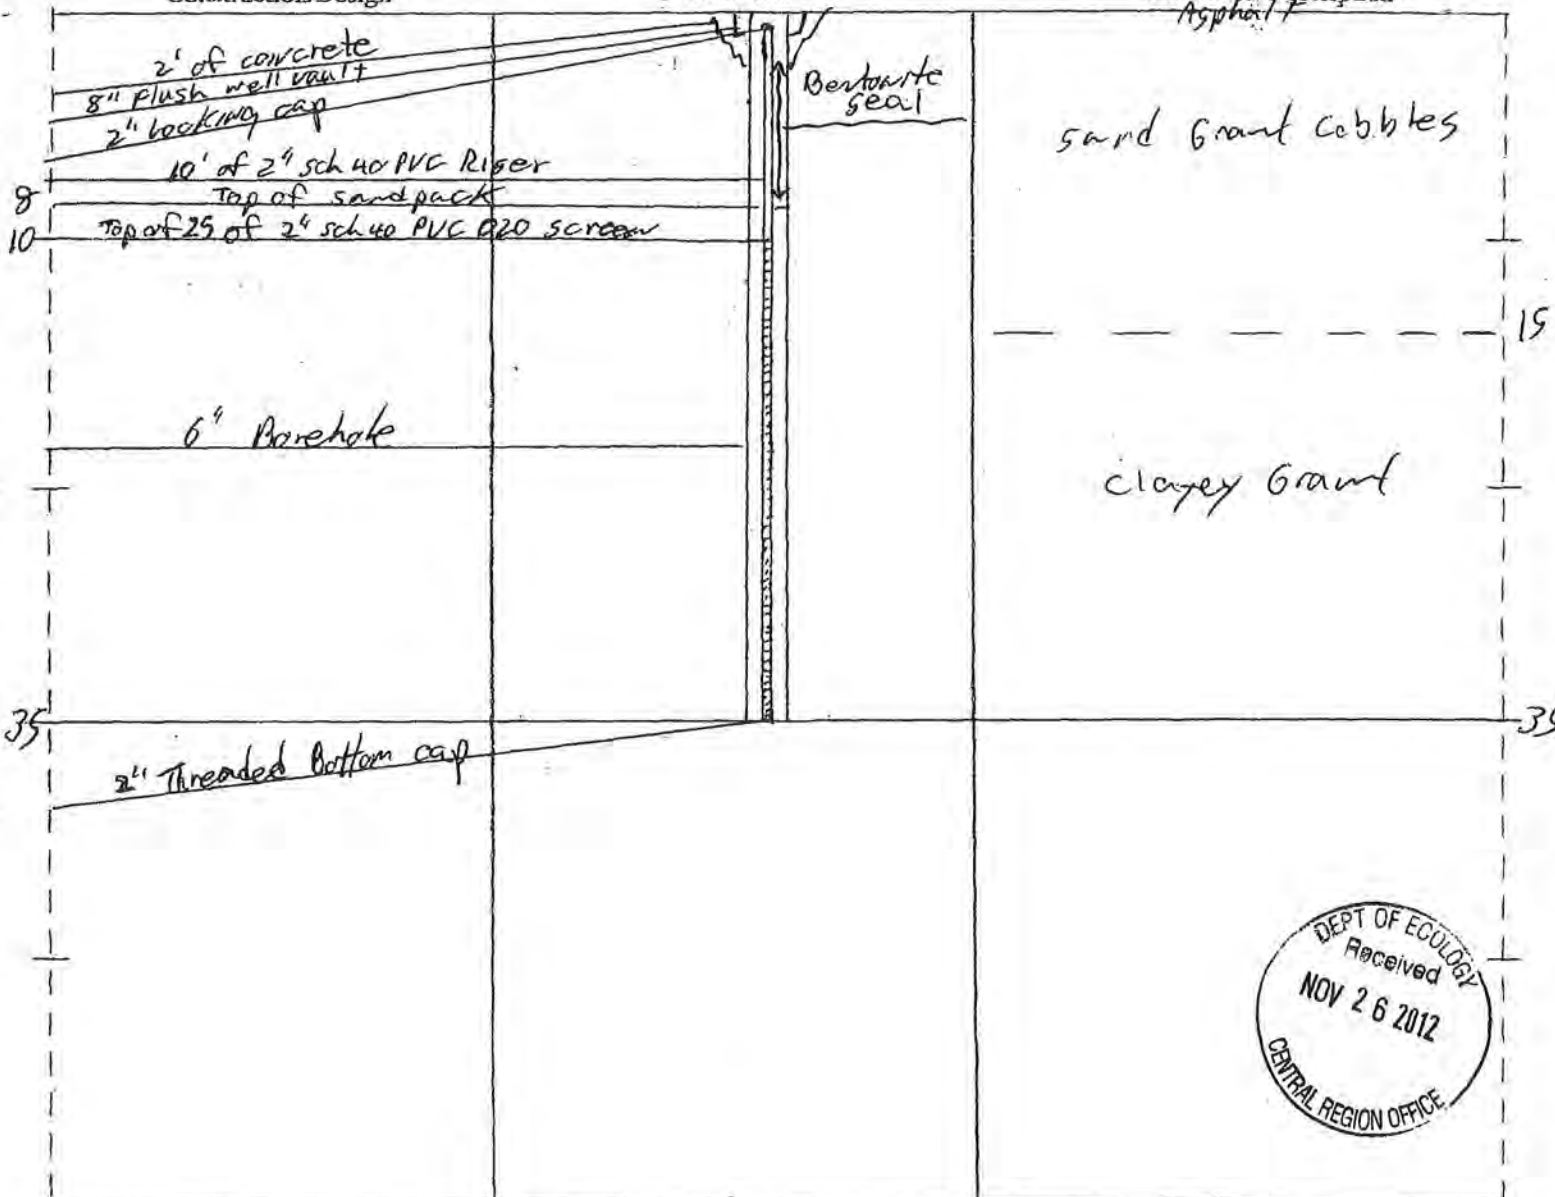 Construction Design
Asphalt
2' of concrete
8" Flush well vault
2" Locking cap
Bentonite
seal
sand Gravel Cobbles
10' of 2" sch 40 PVC Riser
8
Top of sandpack
Top of 25 of 2" sch 40 PVC 020 screen
10
15
6" Borehole
Clayey Gravel
35
35
2" Threaded Bottom cap
DEPT OF ECOLOGY
Received
NOV 26 2012
CENTRAL REGION OFFICE